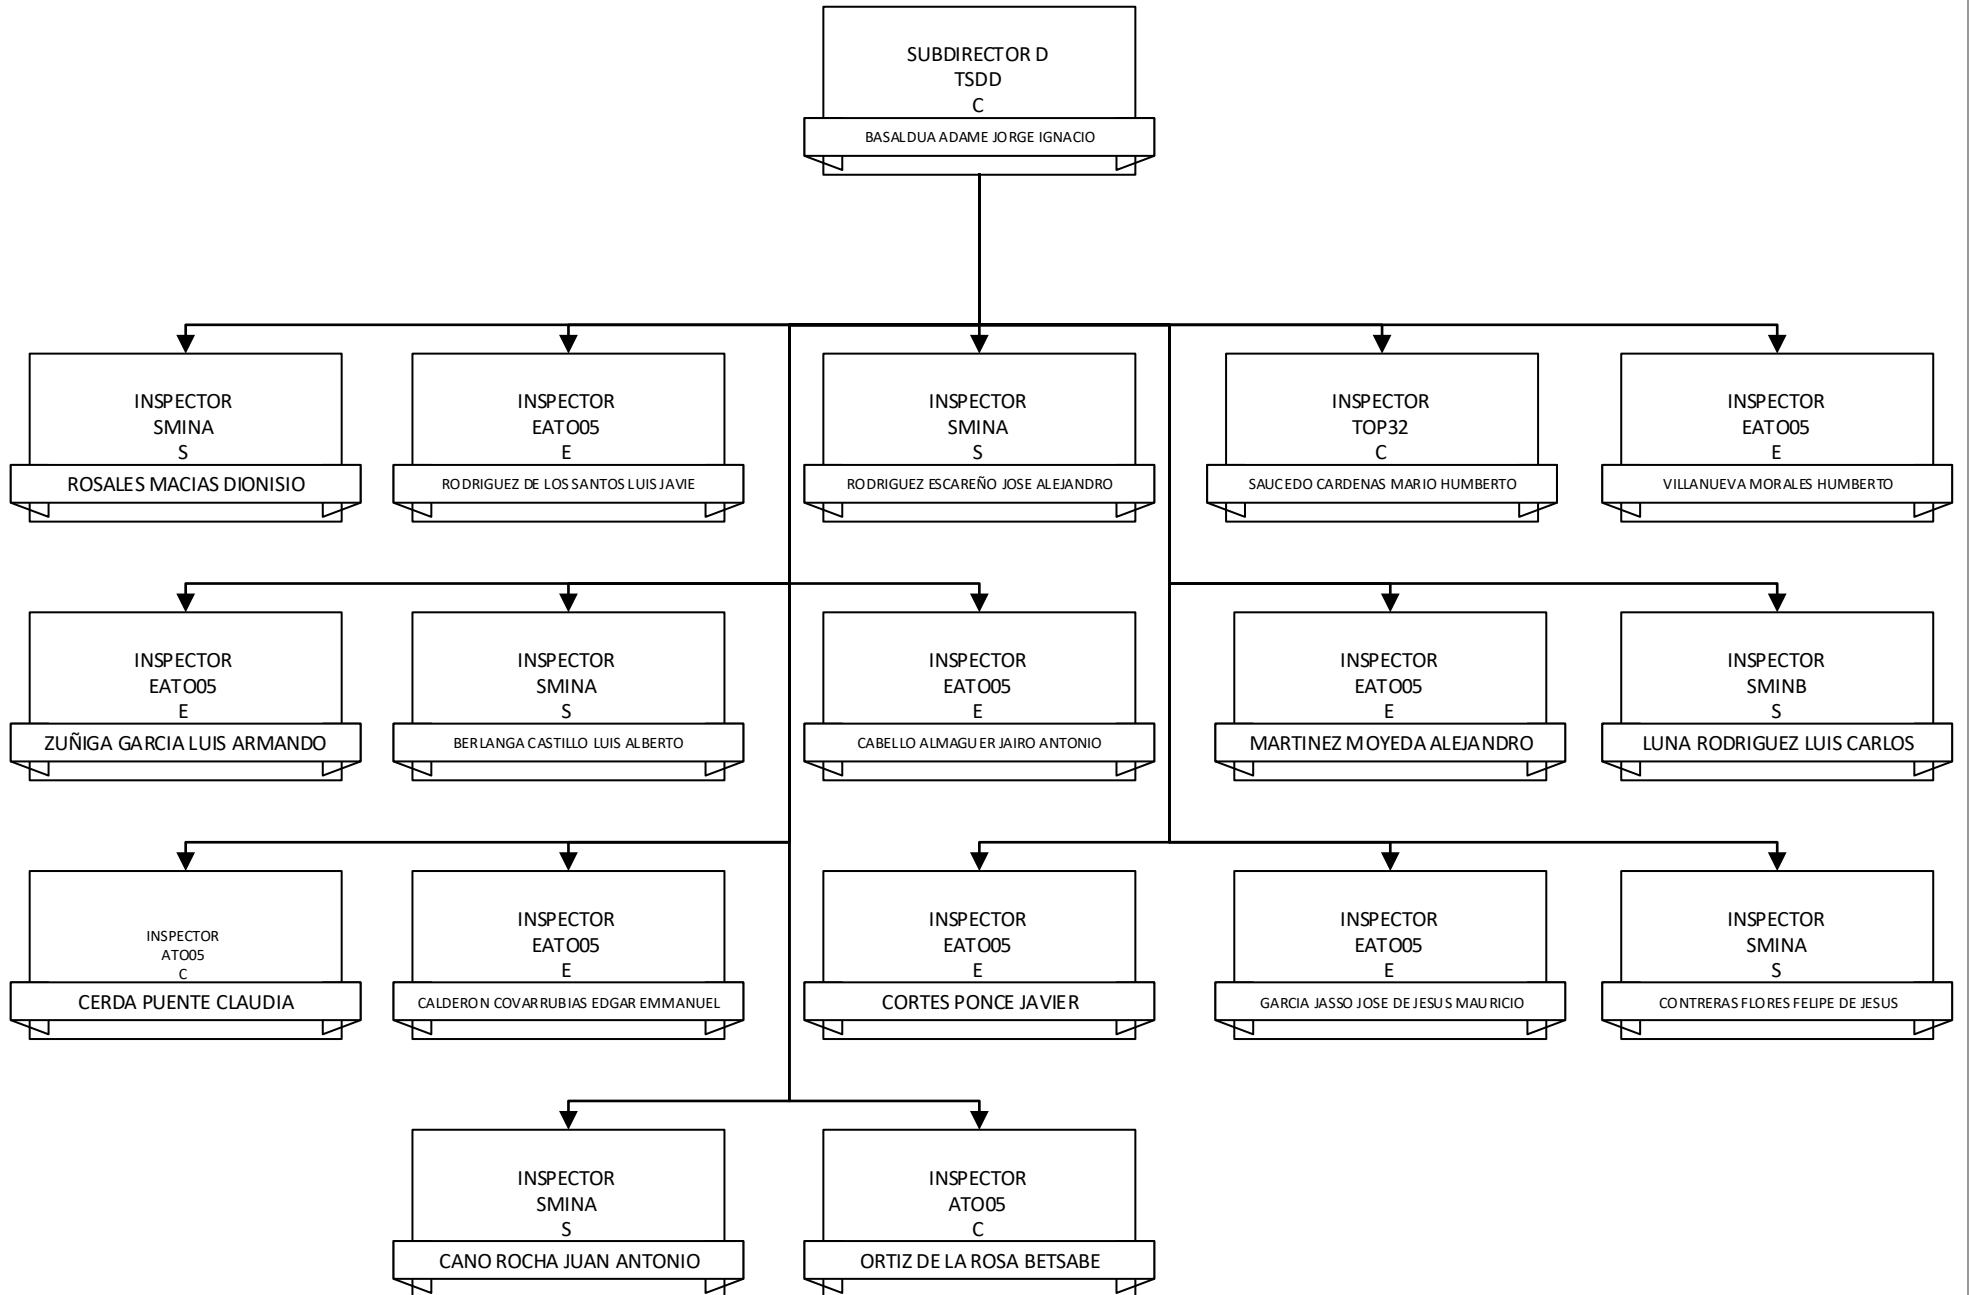 SUBDIRECTOR D
TSDD
C
BASALDUA ADAME JORGE IGNACIO
INSPECTOR
SMINA
S
ROSALES MACIAS DIONISIO
INSPECTOR
EATO05
E
RODRIGUEZ DE LOS SANTOS LUIS JAVIE
INSPECTOR
SMINA
S
RODRIGUEZ ESCAREÑO JOSE ALEJANDRO
INSPECTOR
TOP32
C
SAUCEDO CARDENAS MARIO HUMBERTO
INSPECTOR
EATO05
E
VILLANUEVA MORALES HUMBERTO
INSPECTOR
EATO05
E
ZUÑIGA GARCIA LUIS ARMANDO
INSPECTOR
SMINA
S
BERLANGA CASTILLO LUIS ALBERTO
INSPECTOR
EATO05
E
CABELLO ALMAGUER JAIRO ANTONIO
INSPECTOR
EATO05
E
MARTINEZ MOYEDA ALEJANDRO
INSPECTOR
SMINB
S
LUNA RODRIGUEZ LUIS CARLOS
INSPECTOR
ATO05
C
CERDA PUENTE CLAUDIA
INSPECTOR
EATO05
E
CALDERON COVARRUBIAS EDGAR EMMANUEL
INSPECTOR
EATO05
E
CORTES PONCE JAVIER
INSPECTOR
EATO05
E
GARCIA JASSO JOSE DE JESUS MAURICIO
INSPECTOR
SMINA
S
CONTRERAS FLORES FELIPE DE JESUS
INSPECTOR
SMINA
S
CANO ROCHA JUAN ANTONIO
INSPECTOR
ATO05
C
ORTIZ DE LA ROSA BETSABE